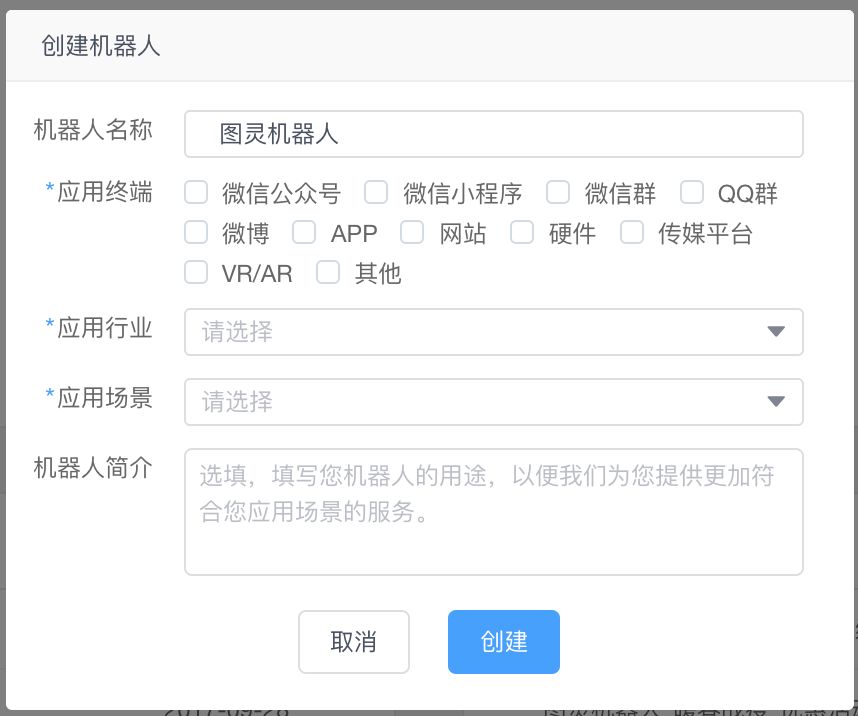 创建机器人
机器人名称 图灵机器人
*应用终端 微信公众号 微信小程序 微信群 QQ群
微博 APP 网站 硬件 传媒平台
VR/AR 其他
*应用行业 请选择
*应用场景 请选择
机器人简介 选填，填写您机器人的用途，以便我们为您提供更加符
合您应用场景的服务。
取消 创建
2017-09-28